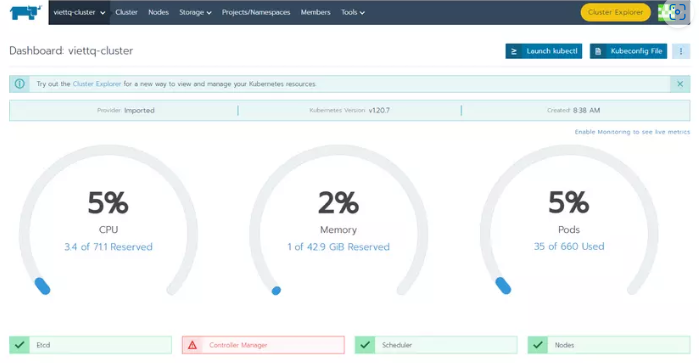 viettq-cluster Cluster Nodes Storage Projects/Namespaces Members Tools Cluster Explorer
Dashboard: viettq-cluster Launch kubectl Kubeconfig File
Try out the Cluster Explorer for a new way to view and manage your Kubernetes resources.
Provider: Imported Kubernetes Version: v1.20.7 Created: 8:38 AM
Enable Monitoring to see live metrics
5% 2% 5%
CPU Memory Pods
3.4 of 71.1 Reserved 1 of 42.9 GiB Reserved 35 of 660 Used
Etcd Controller Manager Scheduler Nodes